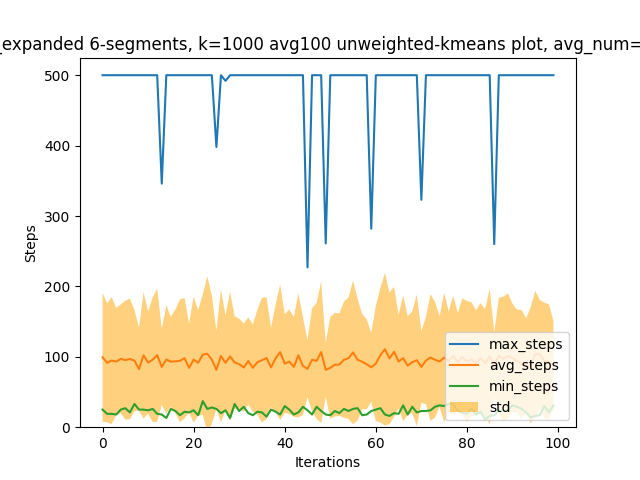 _expanded 6-segments, k=1000 avg100 unweighted-kmeans plot, avg_num=
500
400
300
200
100
0
Steps
0 20 40 60 80 100
Iterations
max_steps
avg_steps
min_steps
std